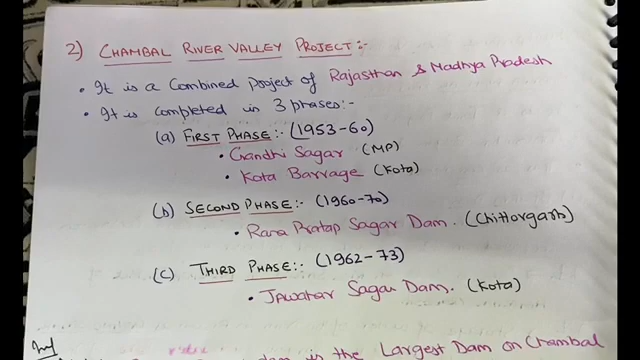 2) CHAMBAL RIVER VALLEY PROJECT:-
• It is a Combined project of Rajasthan & Madhya Pradesh
• It is completed in 3 phases:-
(a) FIRST PHASE:- (1953-60)
• Gandhi Sagar (MP)
• Kota Barrage (Kota)
(b) SECOND PHASE:- (1960-70)
• Rana Pratap Sagar Dam. (Chittorgarh)
(c) THIRD PHASE:- (1962-73)
• Jawahar Sagar Dam. (Kota)
Imp
dam is the Largest Dam on Chambal